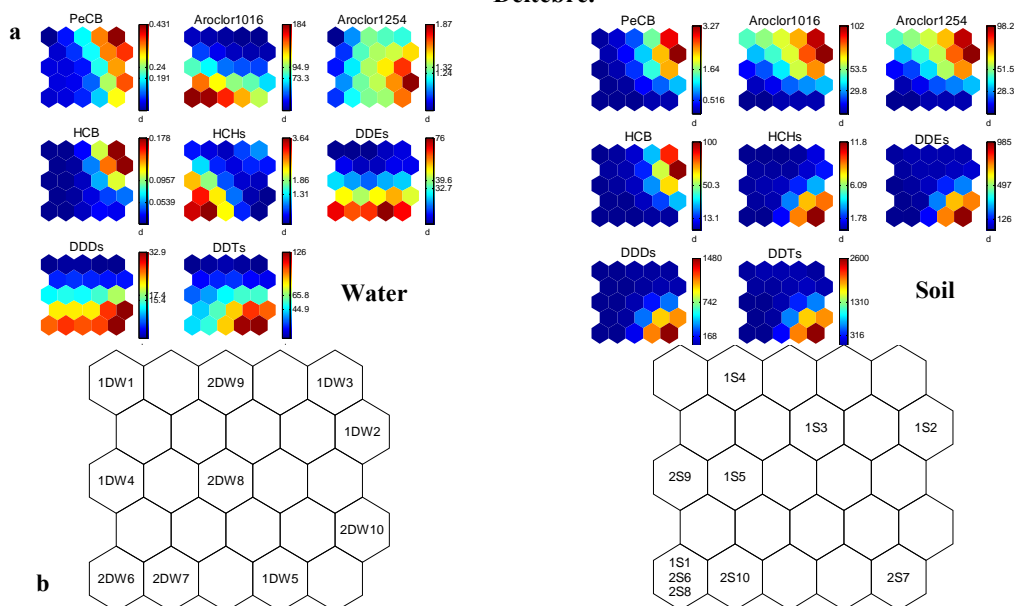 Deltebre.
a
PeCB Aroclor1016 Aroclor1254
0.431 184 1.87
0.24 94.9 1.32
0.191 73.3 1.24
d d d
HCB HCHs DDEs
0.178 3.64 76
0.0957 1.86 39.6
0.0539 1.31 32.7
d d d
DDDs DDTs
32.9 126
17.4 65.8
15.4 44.9
Water
PeCB Aroclor1016 Aroclor1254
3.27 102 98.2
1.64 53.5 51.5
0.516 29.8 28.3
d d d
HCB HCHs DDEs
100 11.8 985
50.3 6.09 497
13.1 1.78 126
d d d
DDDs DDTs
1480 2600
742 1310
168 316
Soil
b
1DW1 2DW9 1DW3
1DW2
1DW4 2DW8
2DW10
2DW6 2DW7 1DW5
1S4
1S3 1S2
2S9 1S5
1S1
2S6
2S8
2S10 2S7